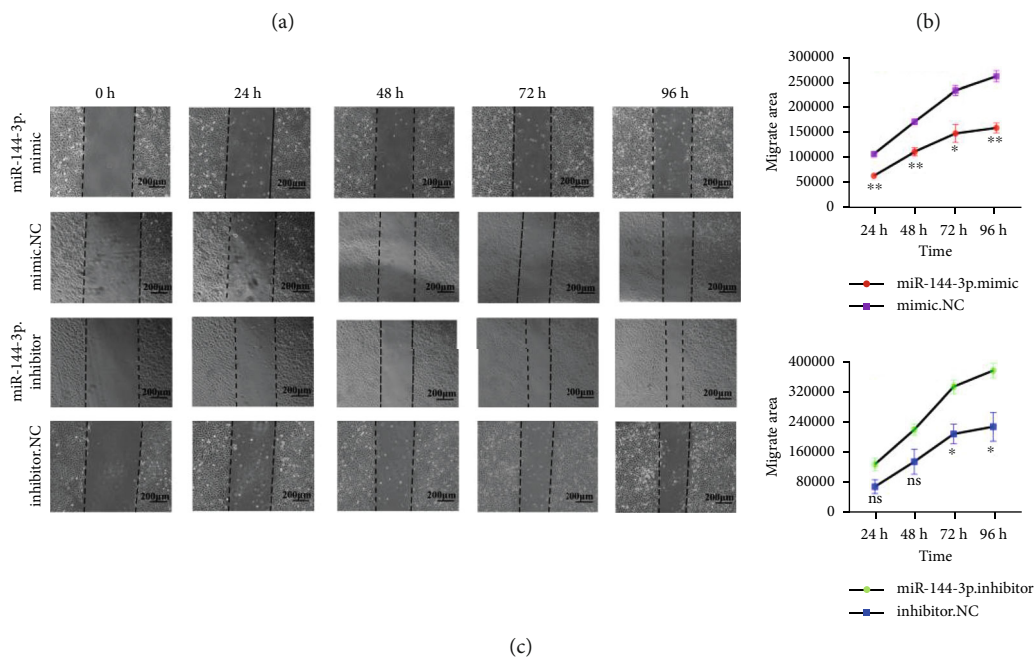 (a)
(b)
0 h
24 h
48 h
72 h
96 h
miR-144-3p.
mimic
200μm
200μm
200μm
200μm
200μm
mimic.NC
200μm
200μm
200μm
200μm
200μm
miR-144-3p.
inhibitor
200μm
200μm
200μm
200μm
200μm
inhibitor.NC
200μm
200μm
200μm
200μm
200μm
300000
250000
200000
150000
100000
50000
0
Migrate area
**
**
*
**
24 h
48 h
72 h
96 h
Time
miR-144-3p.mimic
mimic.NC
400000
320000
240000
160000
80000
0
Migrate area
ns
ns
*
*
24 h
48 h
72 h
96 h
Time
miR-144-3p.inhibitor
inhibitor.NC
(c)